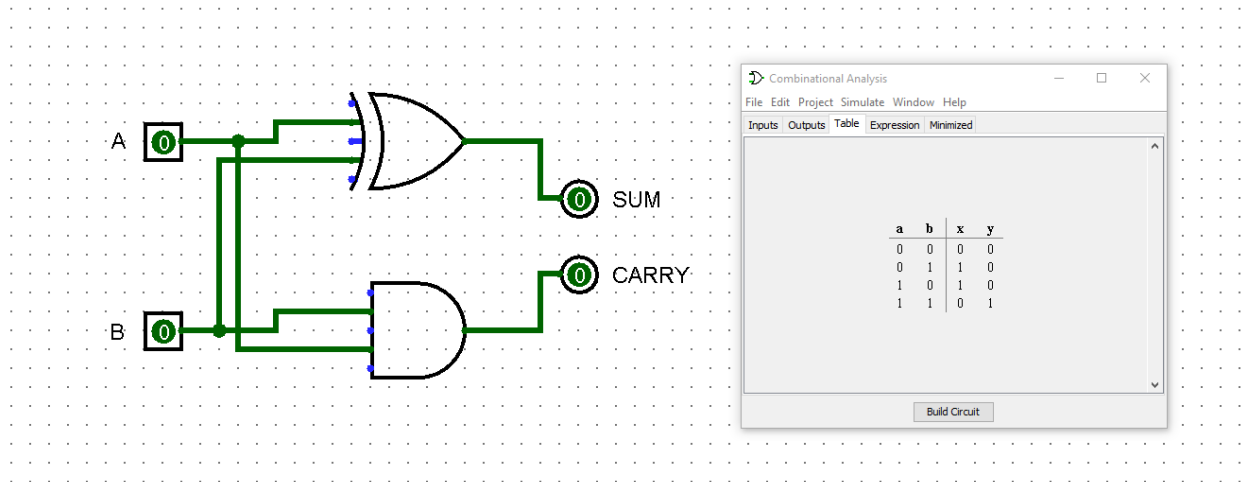 A
0
B
0
0
SUM
0
CARRY
Combinational Analysis
File Edit Project Simulate Window Help
Inputs Outputs Table Expression Minimized
a b x y
0 0 0 0
0 1 1 0
1 0 1 0
1 1 0 1
Build Circuit